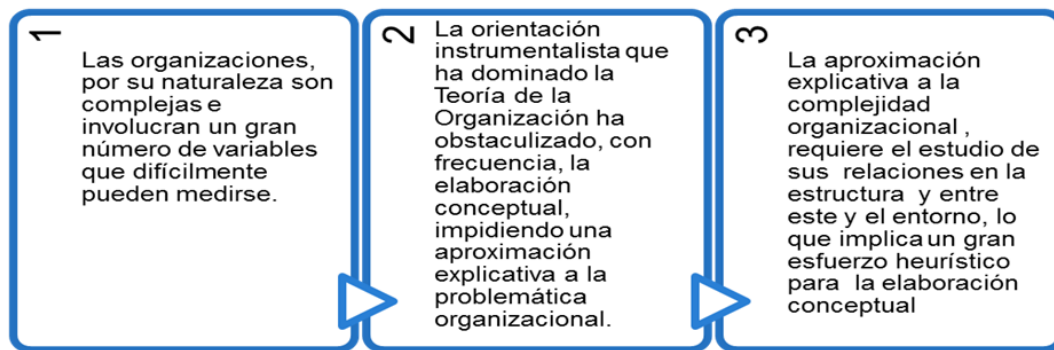 1
Las organizaciones,
por su naturaleza son
complejas e
involucran un gran
número de variables
que difícilmente
pueden medirse.
2
La orientación
instrumentalista que
ha dominado la
Teoría de la
Organización ha
obstaculizado, con
frecuencia, la
elaboración
conceptual,
impidiendo una
aproximación
explicativa a la
problemática
organizacional.
3
La aproximación
explicativa a la
complejidad
organizacional ,
requiere el estudio de
sus relaciones en la
estructura y entre
este y el entorno, lo
que implica un gran
esfuerzo heurístico
para la elaboración
conceptual